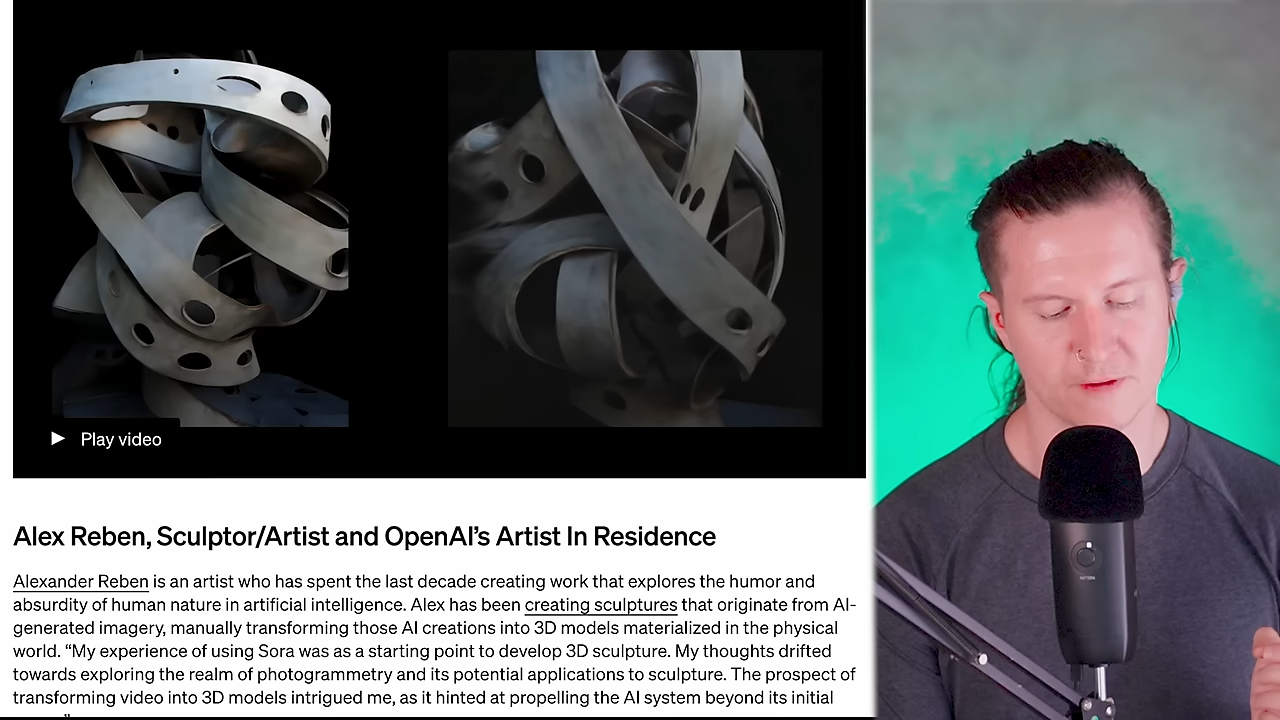 Play video
Alex Reben, Sculptor/Artist and OpenAI’s Artist In Residence
Alexander Reben is an artist who has spent the last decade creating work that explores the humor and
absurdity of human nature in artificial intelligence. Alex has been creating sculptures that originate from AI-
generated imagery, manually transforming those AI creations into 3D models materialized in the physical
world. “My experience of using Sora was as a starting point to develop 3D sculpture. My thoughts drifted
towards exploring the realm of photogrammetry and its potential applications to sculpture. The prospect of
transforming video into 3D models intrigued me, as it hinted at propelling the AI system beyond its initial